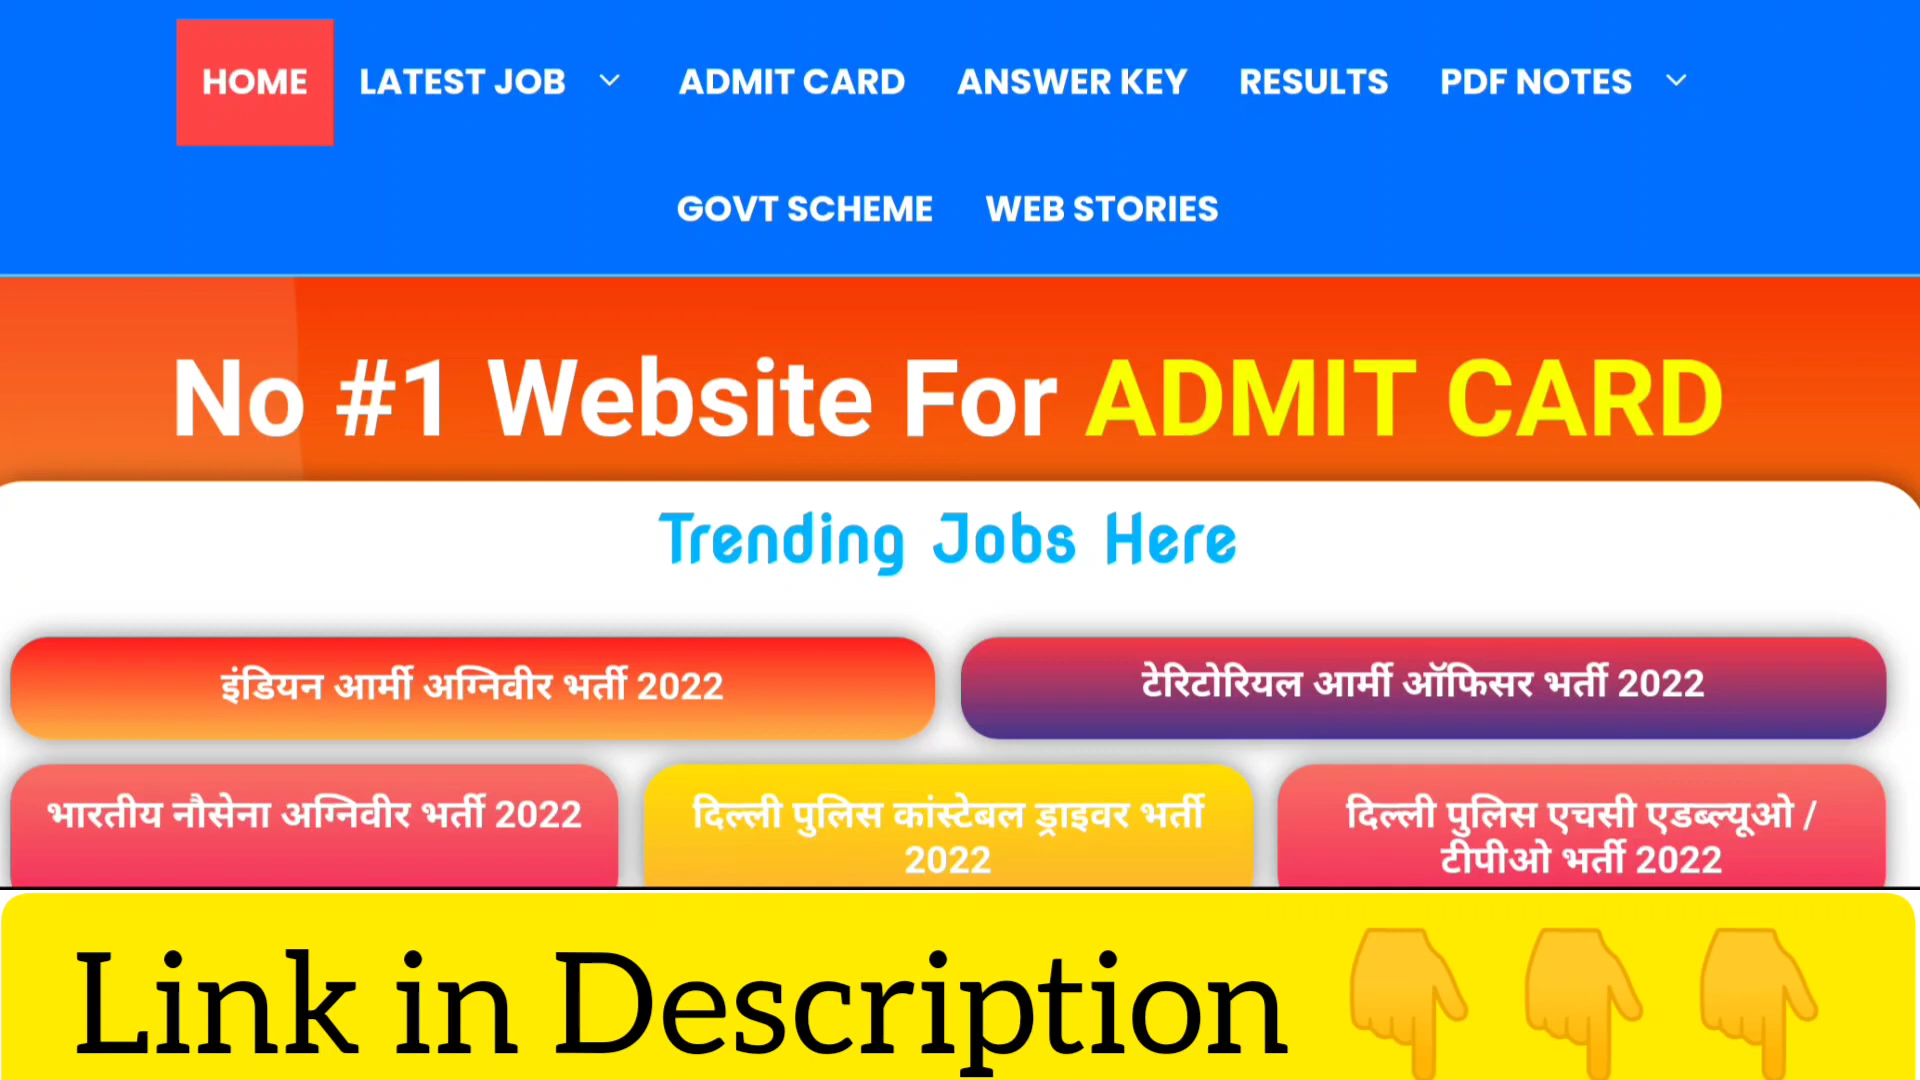 HOME LATEST JOB ADMIT CARD ANSWER KEY RESULTS PDF NOTES
GOVT SCHEME WEB STORIES
No #1 Website For ADMIT CARD
Trending Jobs Here
इंडियन आर्मी अग्निवीर भर्ती 2022
टेरिटोरियल आर्मी ऑफिसर भर्ती 2022
भारतीय नौसेना अग्निवीर भर्ती 2022
दिल्ली पुलिस कांस्टेबल ड्राइवर भर्ती
2022
दिल्ली पुलिस एचसी एडब्ल्यूओ /
टीपीओ भर्ती 2022
Link in Description